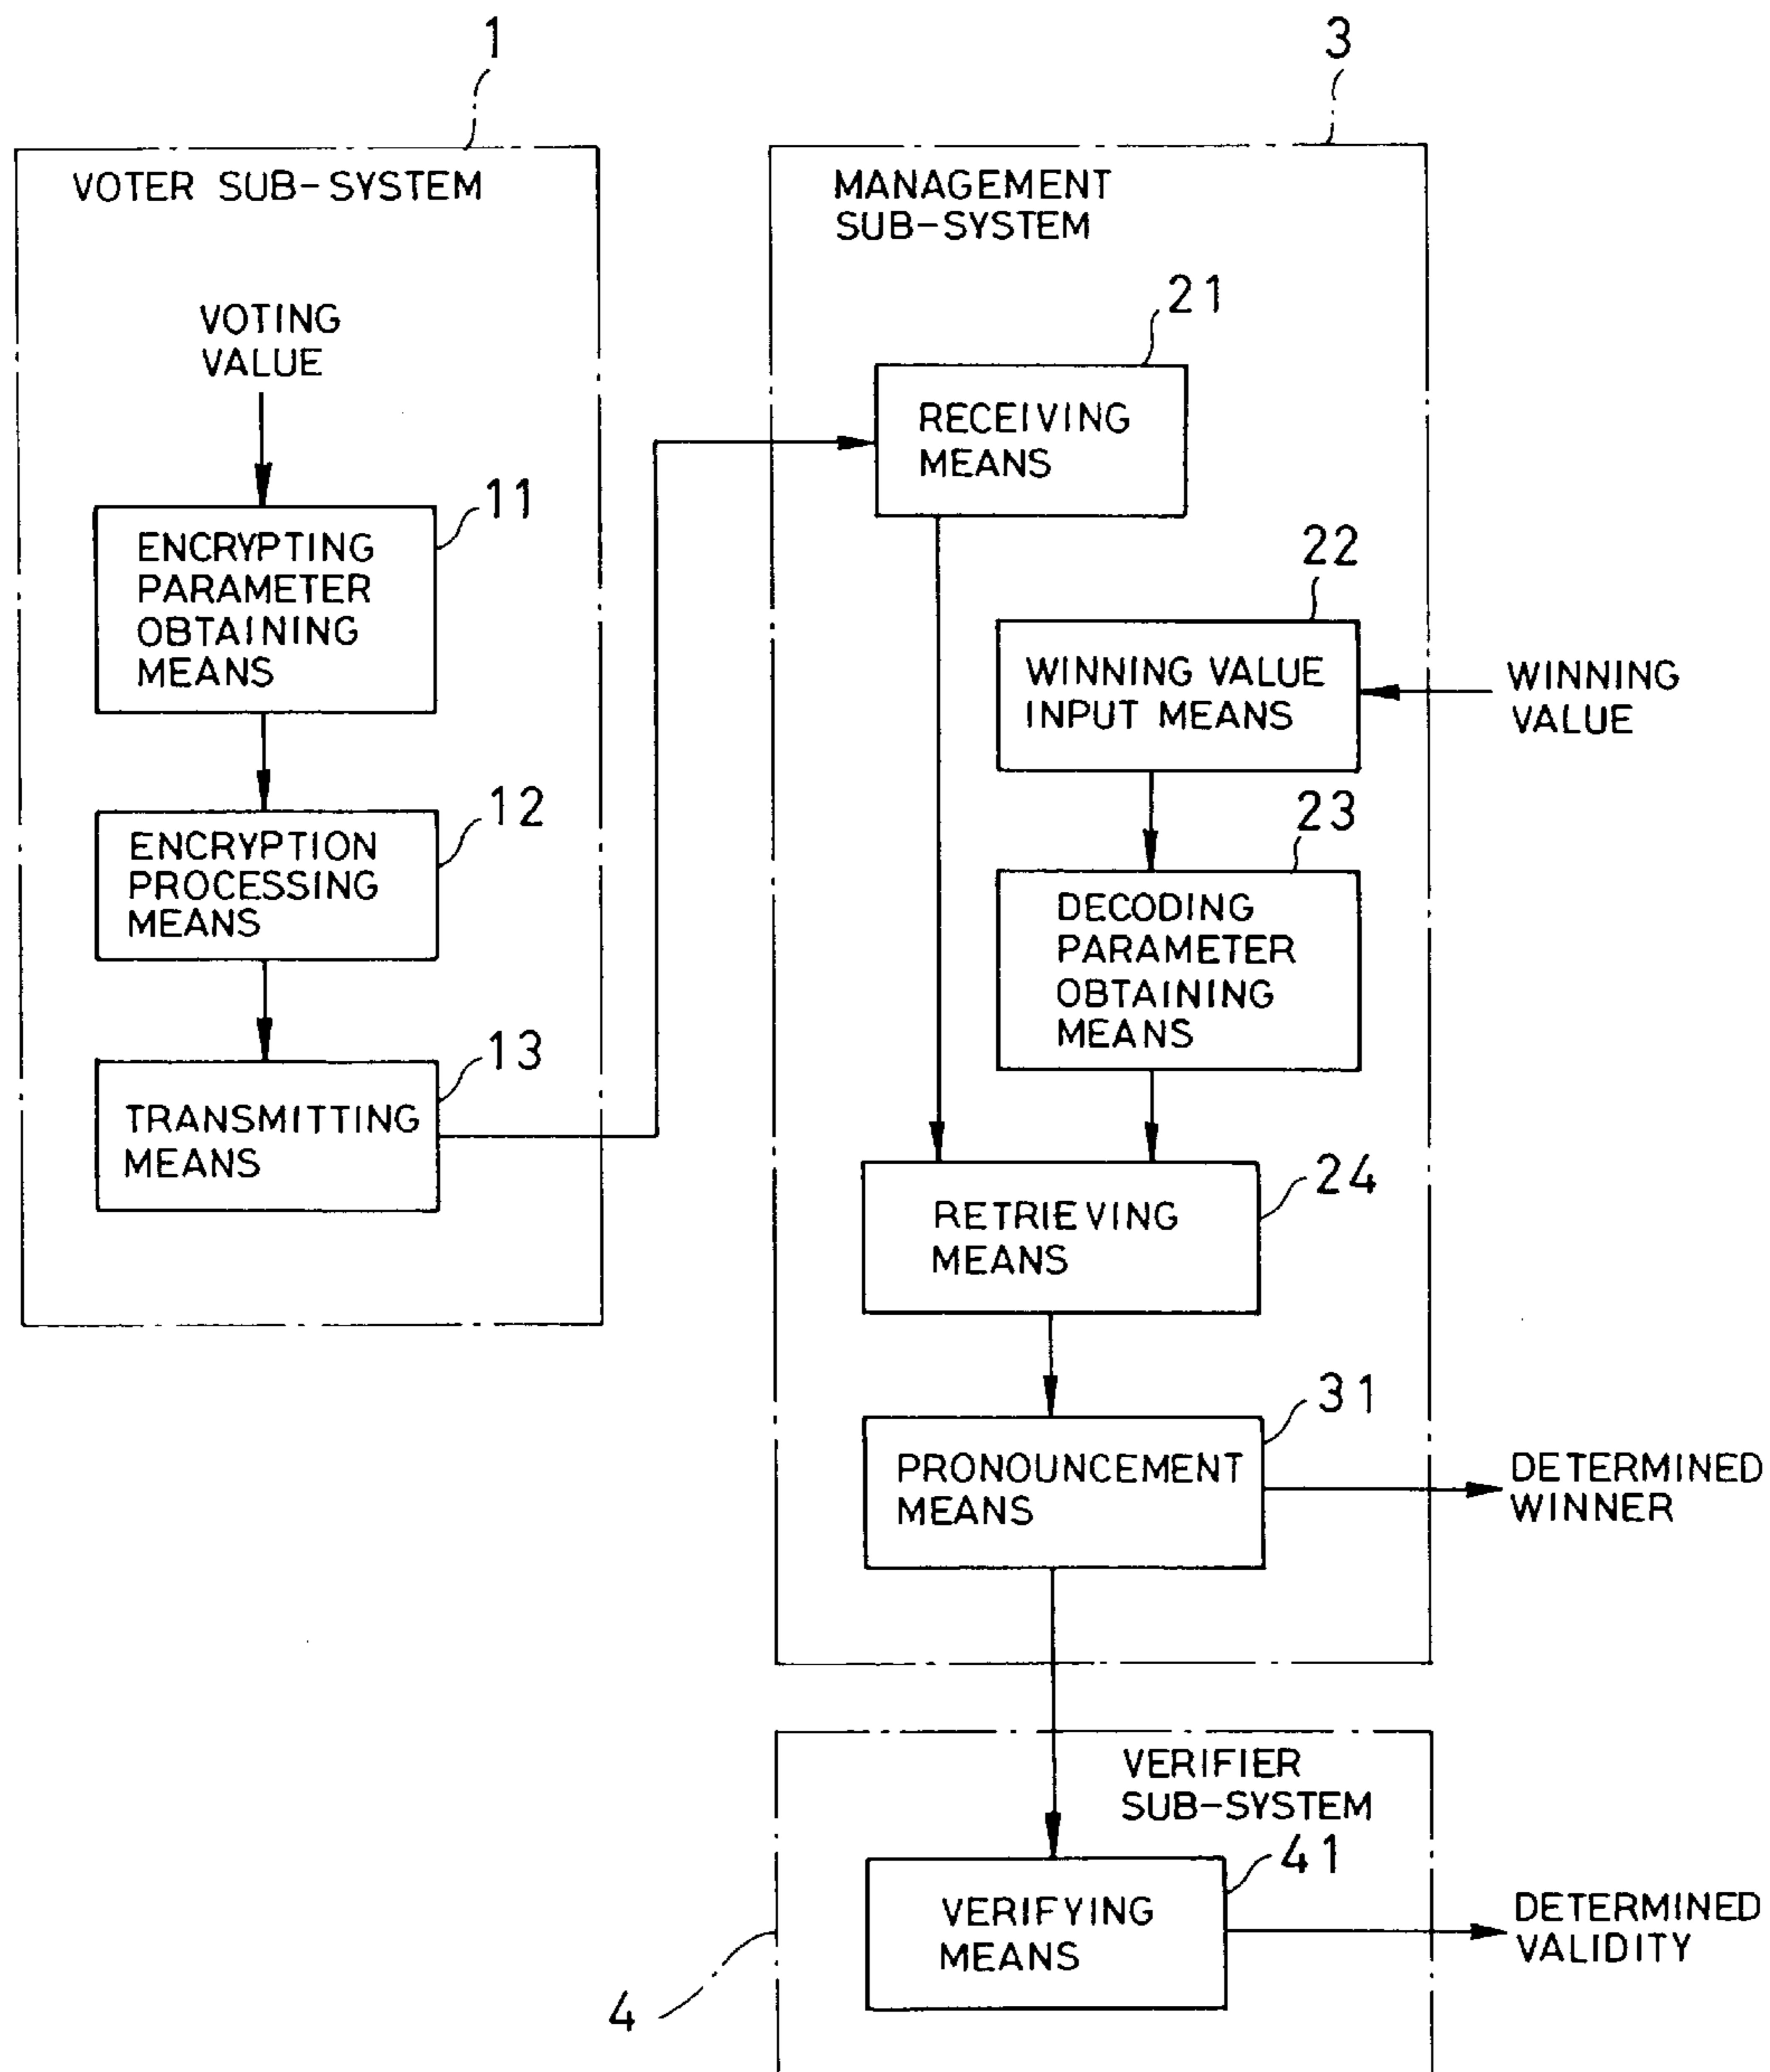 1
3
VOTER SUB-SYSTEM
MANAGEMENT
SUB-SYSTEM
VOTING
VALUE
21
RECEIVING
MEANS
11
ENCRYPTING
PARAMETER
OBTAINING
MEANS
22
WINNING VALUE
INPUT MEANS
WINNING
VALUE
12
ENCRYPTION
PROCESSING
MEANS
23
DECODING
PARAMETER
OBTAINING
MEANS
13
TRANSMITTING
MEANS
24
RETRIEVING
MEANS
31
PRONOUNCEMENT
MEANS
DETERMINED
WINNER
VERIFIER
SUB-SYSTEM
41
VERIFYING
MEANS
DETERMINED
VALIDITY
4